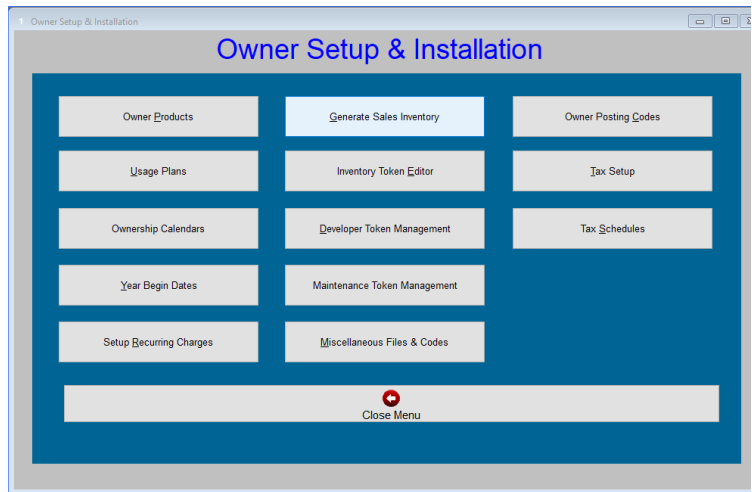 1 Owner Setup & Installation
Owner Setup & Installation
Owner Products
Generate Sales Inventory
Owner Posting Codes
Usage Plans
Inventory Token Editor
Tax Setup
Ownership Calendars
Developer Token Management
Tax Schedules
Year Begin Dates
Maintenance Token Management
Setup Recurring Charges
Miscellaneous Files & Codes
Close Menu